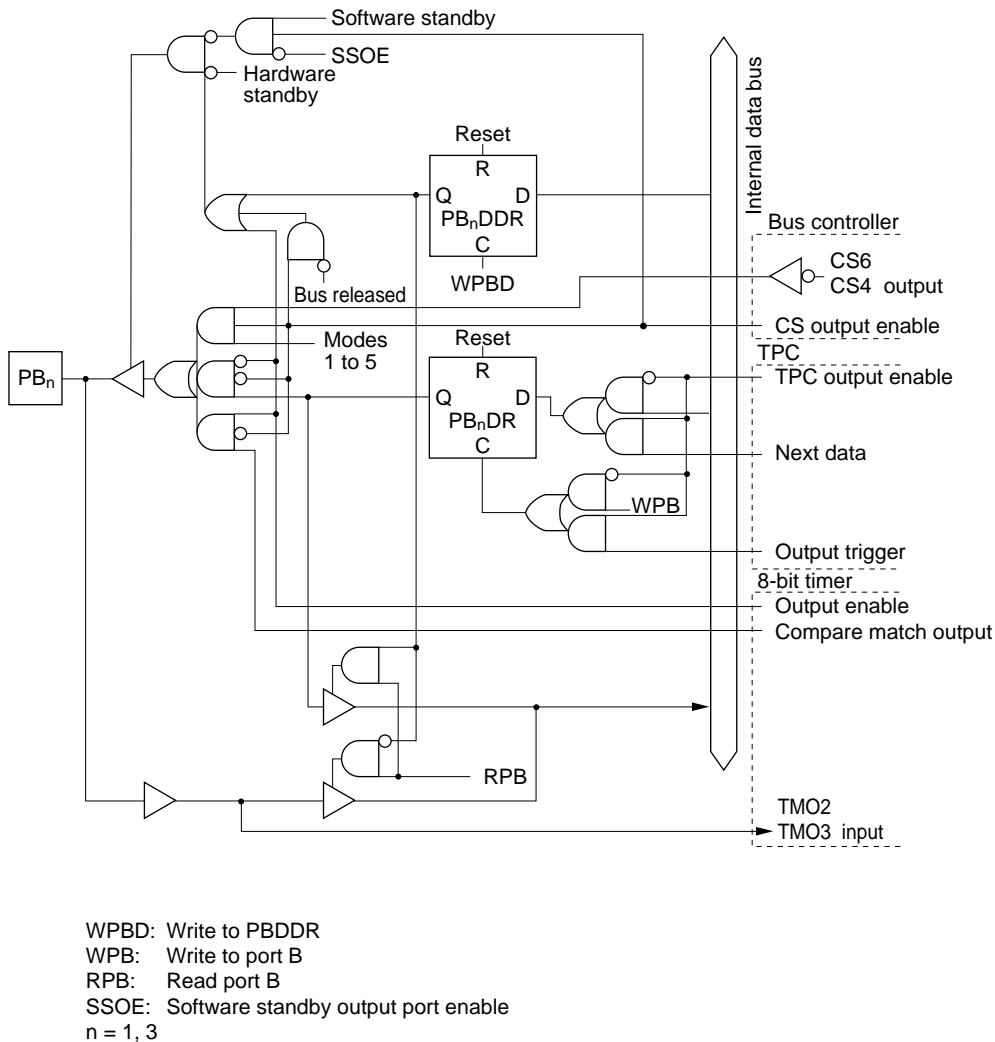 Software standby
SSOE
Hardware
standby
Internal data bus
Reset
R
Q D
PBnDDR
C
WPBD
Bus released
Bus controller
CS6
CS4 output
CS output enable
Modes
1 to 5
TPC
TPC output enable
Reset
R
PBn
Q D
PBnDR
C
Next data
WPB
Output trigger
8-bit timer
Output enable
Compare match output
RPB
TMO2
TMO3 input
WPBD: Write to PBDDR
WPB: Write to port B
RPB: Read port B
SSOE: Software standby output port enable
n = 1, 3